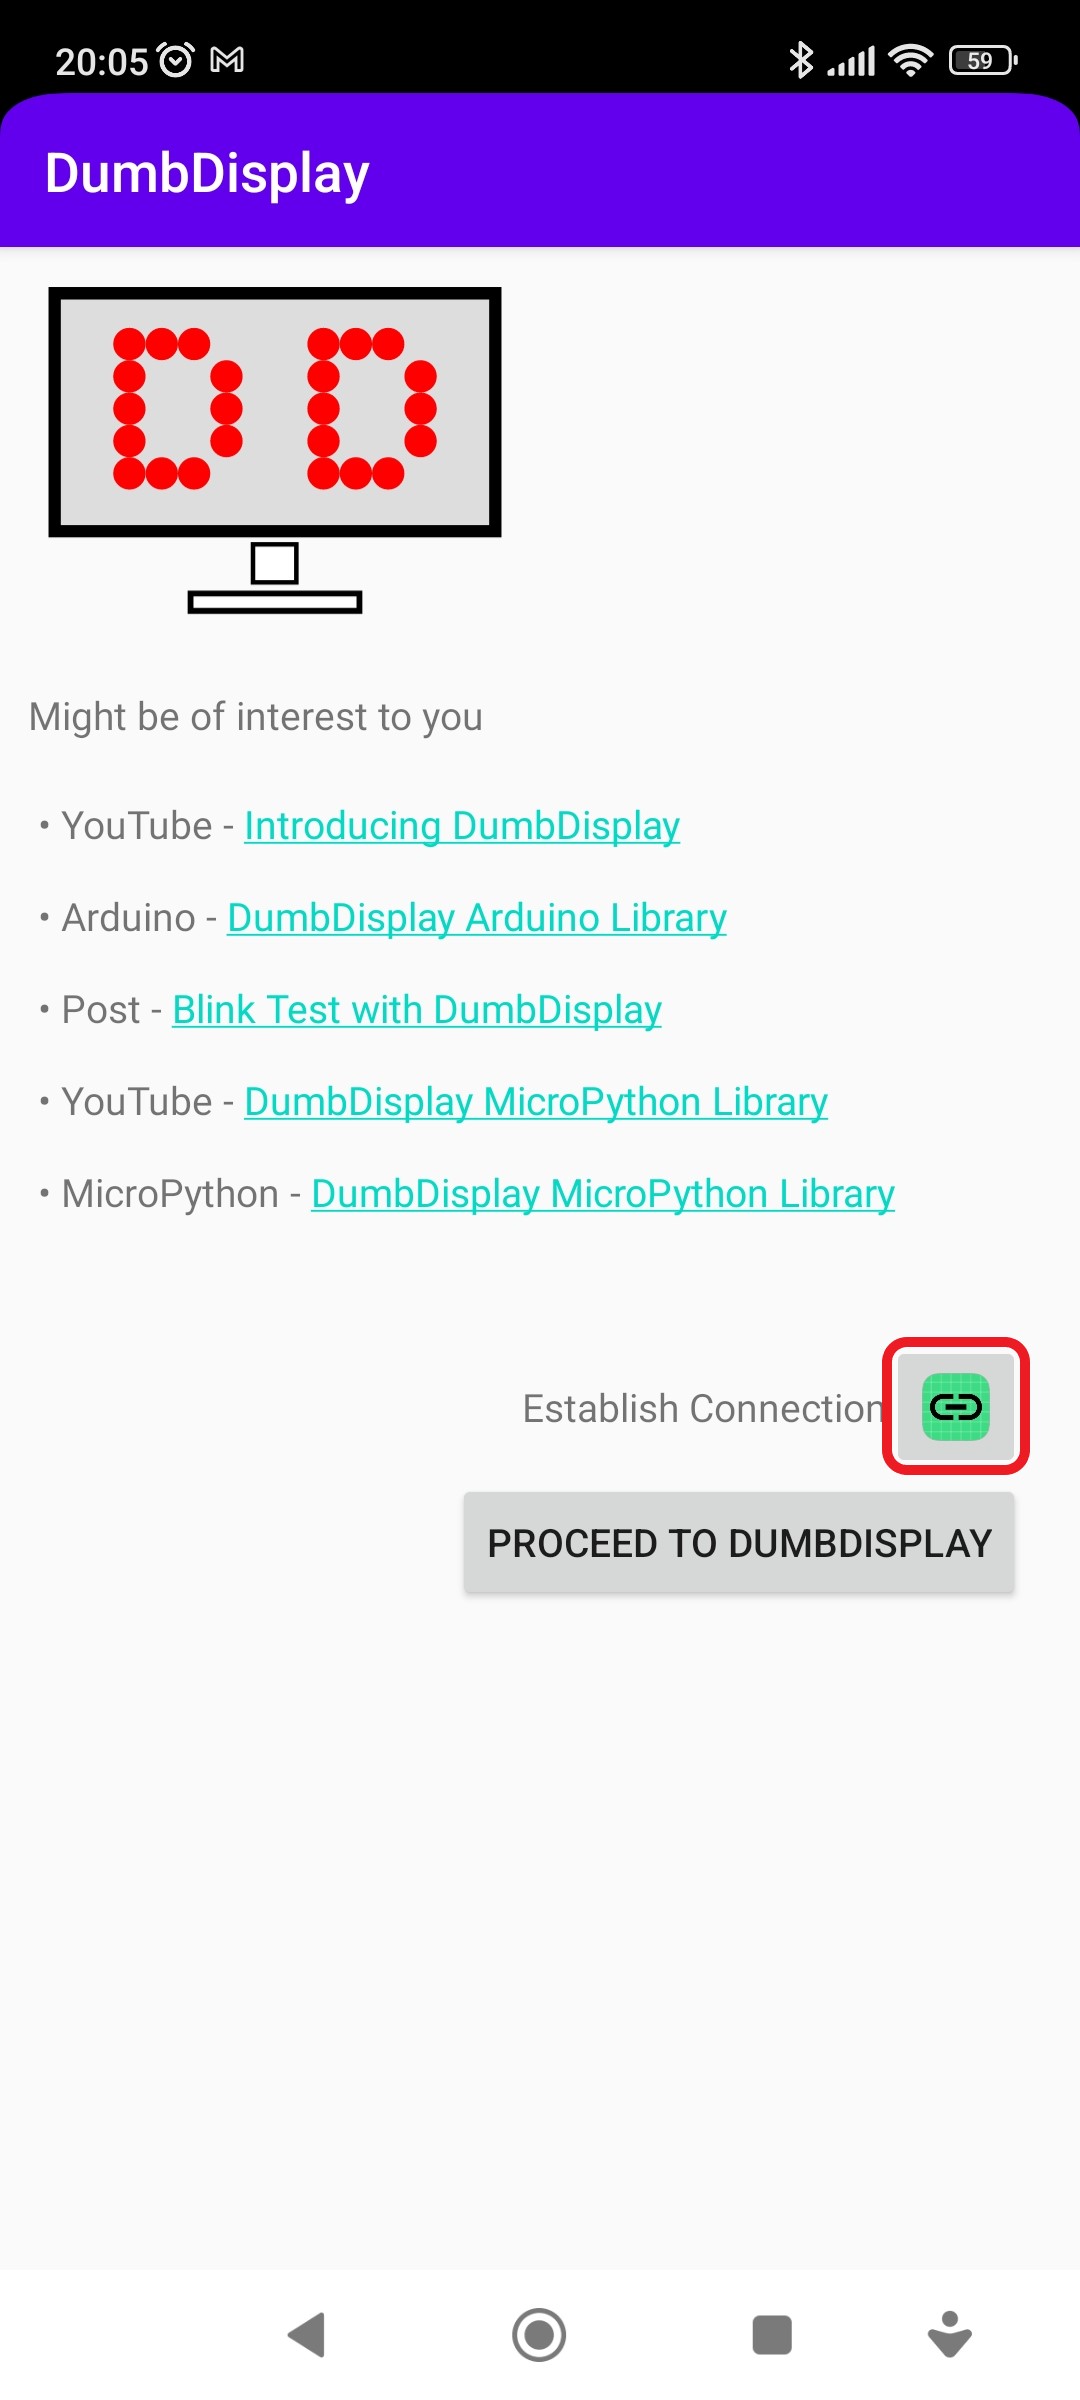 20:05
59
DumbDisplay
DD
Might be of interest to you
• YouTube - Introducing DumbDisplay
• Arduino - DumbDisplay Arduino Library
• Post - Blink Test with DumbDisplay
• YouTube - DumbDisplay MicroPython Library
• MicroPython - DumbDisplay MicroPython Library
Establish Connection
PROCEED TO DUMBDISPLAY